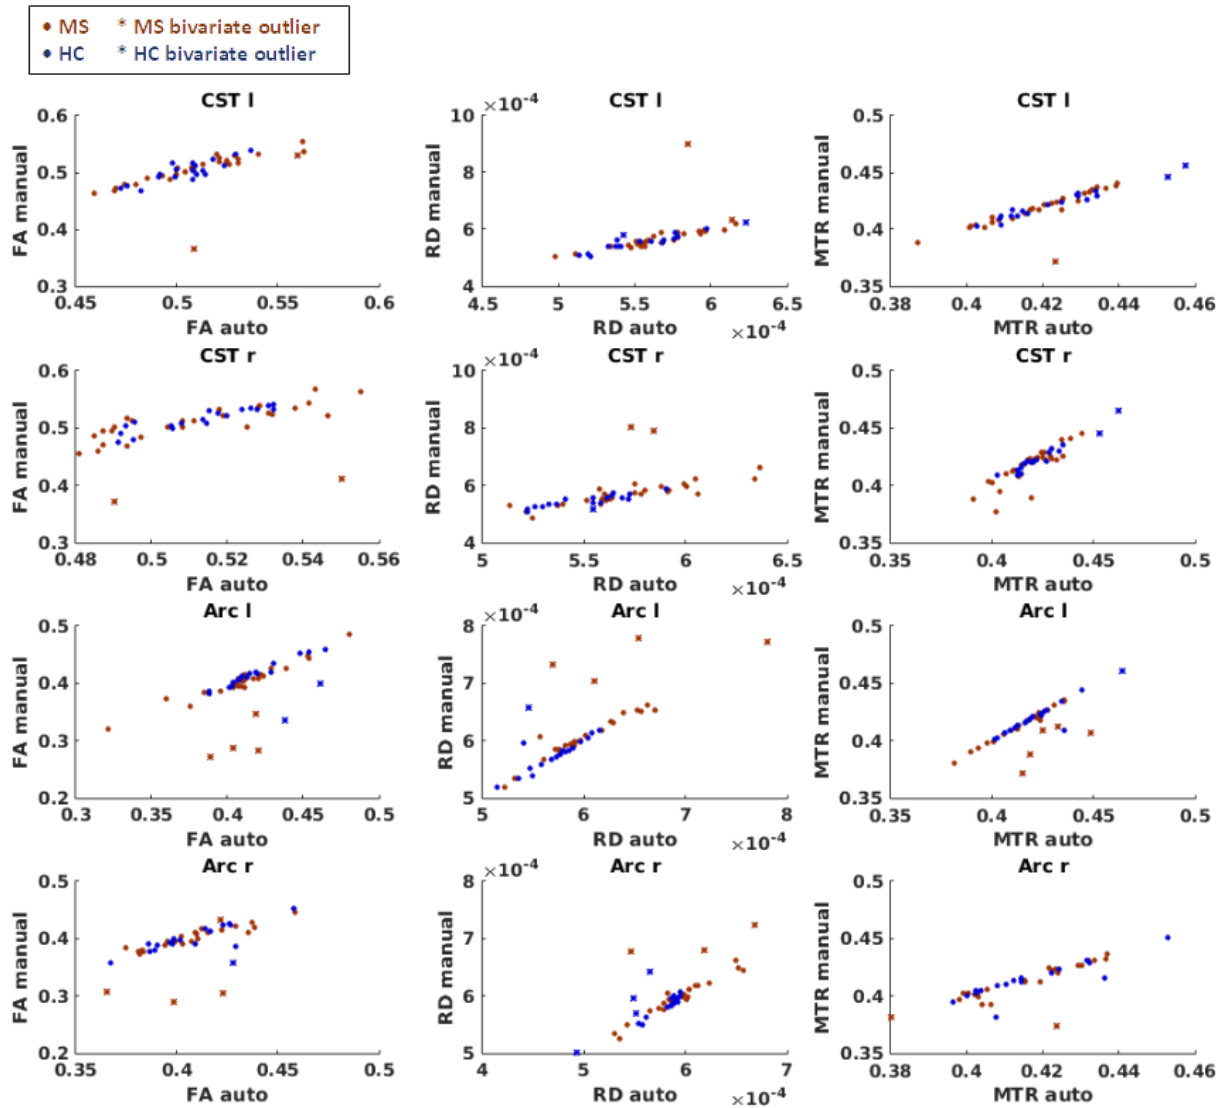 MS * MS bivariate outlier
HC * HC bivariate outlier
CST l
0.6
0.5
0.4
0.3
FA manual
0.45 0.5 0.55 0.6
FA auto
CST l
×10⁻⁴
10
8
6
4
RD manual
4.5 5 5.5 6 6.5
RD auto
×10⁻⁴
CST l
0.5
0.45
0.4
0.35
MTR manual
0.38 0.4 0.42 0.44 0.46
MTR auto
CST r
0.6
0.5
0.4
0.3
FA manual
0.48 0.5 0.52 0.54 0.56
FA auto
CST r
×10⁻⁴
10
8
6
4
RD manual
5 5.5 6 6.5
RD auto
×10⁻⁴
CST r
0.5
0.45
0.4
0.35
MTR manual
0.35 0.4 0.45 0.5
MTR auto
Arc l
0.5
0.4
0.3
0.2
FA manual
0.3 0.35 0.4 0.45 0.5
FA auto
Arc l
×10⁻⁴
8
7
6
5
RD manual
5 6 7 8
RD auto
×10⁻⁴
Arc l
0.5
0.45
0.4
0.35
MTR manual
0.35 0.4 0.45 0.5
MTR auto
Arc r
0.5
0.4
0.3
0.2
FA manual
0.35 0.4 0.45 0.5
FA auto
Arc r
×10⁻⁴
8
7
6
5
RD manual
4 5 6 7
RD auto
×10⁻⁴
Arc r
0.5
0.45
0.4
0.35
MTR manual
0.38 0.4 0.42 0.44 0.46
MTR auto